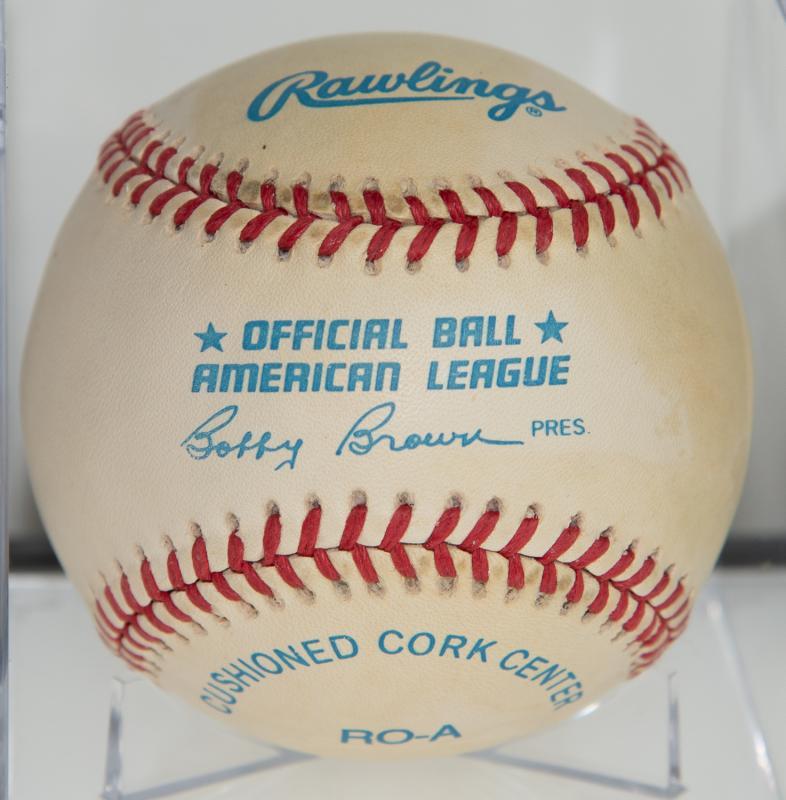 Rawlings®
★ OFFICIAL BALL ★
AMERICAN LEAGUE
Bobby Brown PRES.
CUSHIONED CORK CENTER
RO-A